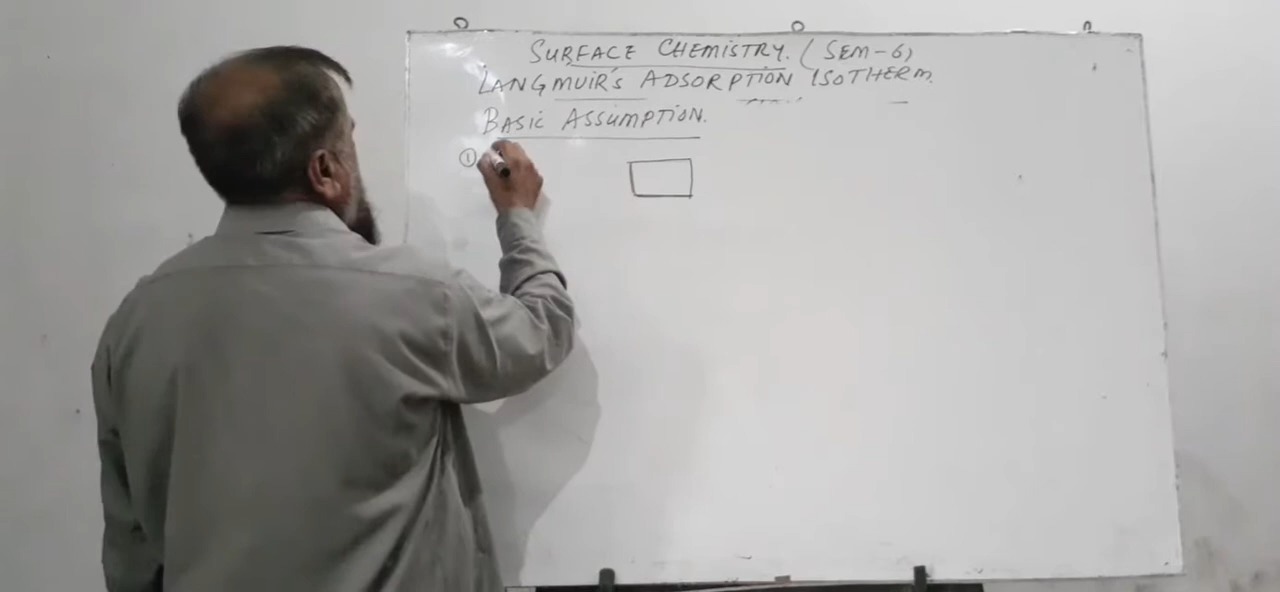 SURFACE CHEMISTRY. (SEM-6)
LANGMUIR'S ADSORPTION ISOTHERM.
BASIC ASSUMPTION.
①